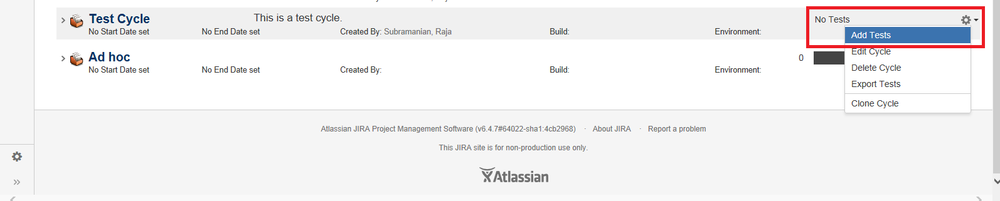 Test Cycle This is a test cycle. No Tests
No Start Date set No End Date set Created By: Subramanian, Raja Build: Environment:
Add Tests
Edit Cycle
Delete Cycle
Export Tests
Clone Cycle
Ad hoc 0
No Start Date set No End Date set Created By: Build: Environment:
Atlassian JIRA Project Management Software (v6.4.7#64022-sha1:4cb2968) · About JIRA · Report a problem
This JIRA site is for non-production use only.
Atlassian